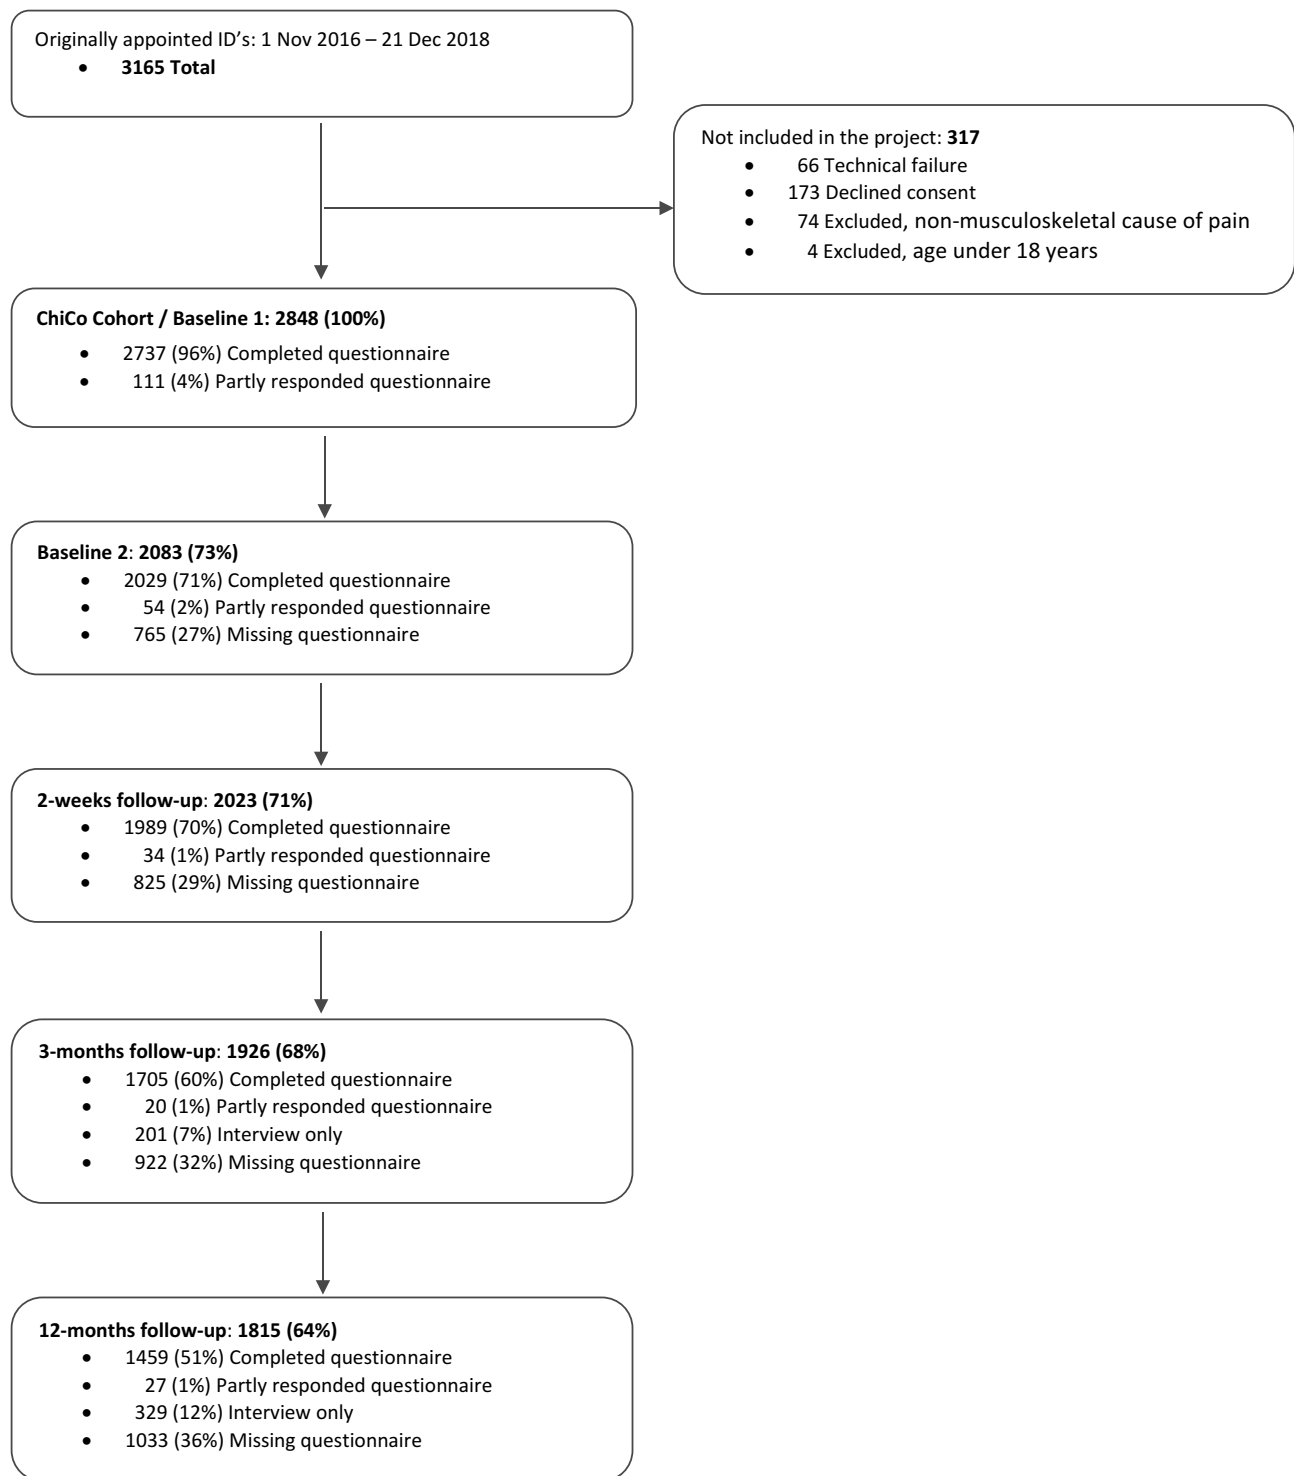 Originally appointed ID's: 1 Nov 2016 – 21 Dec 2018
• 3165 Total
Not included in the project: 317
• 66 Technical failure
• 173 Declined consent
• 74 Excluded, non-musculoskeletal cause of pain
• 4 Excluded, age under 18 years
ChiCo Cohort / Baseline 1: 2848 (100%)
• 2737 (96%) Completed questionnaire
• 111 (4%) Partly responded questionnaire
Baseline 2: 2083 (73%)
• 2029 (71%) Completed questionnaire
• 54 (2%) Partly responded questionnaire
• 765 (27%) Missing questionnaire
2-weeks follow-up: 2023 (71%)
• 1989 (70%) Completed questionnaire
• 34 (1%) Partly responded questionnaire
• 825 (29%) Missing questionnaire
3-months follow-up: 1926 (68%)
• 1705 (60%) Completed questionnaire
• 20 (1%) Partly responded questionnaire
• 201 (7%) Interview only
• 922 (32%) Missing questionnaire
12-months follow-up: 1815 (64%)
• 1459 (51%) Completed questionnaire
• 27 (1%) Partly responded questionnaire
• 329 (12%) Interview only
• 1033 (36%) Missing questionnaire